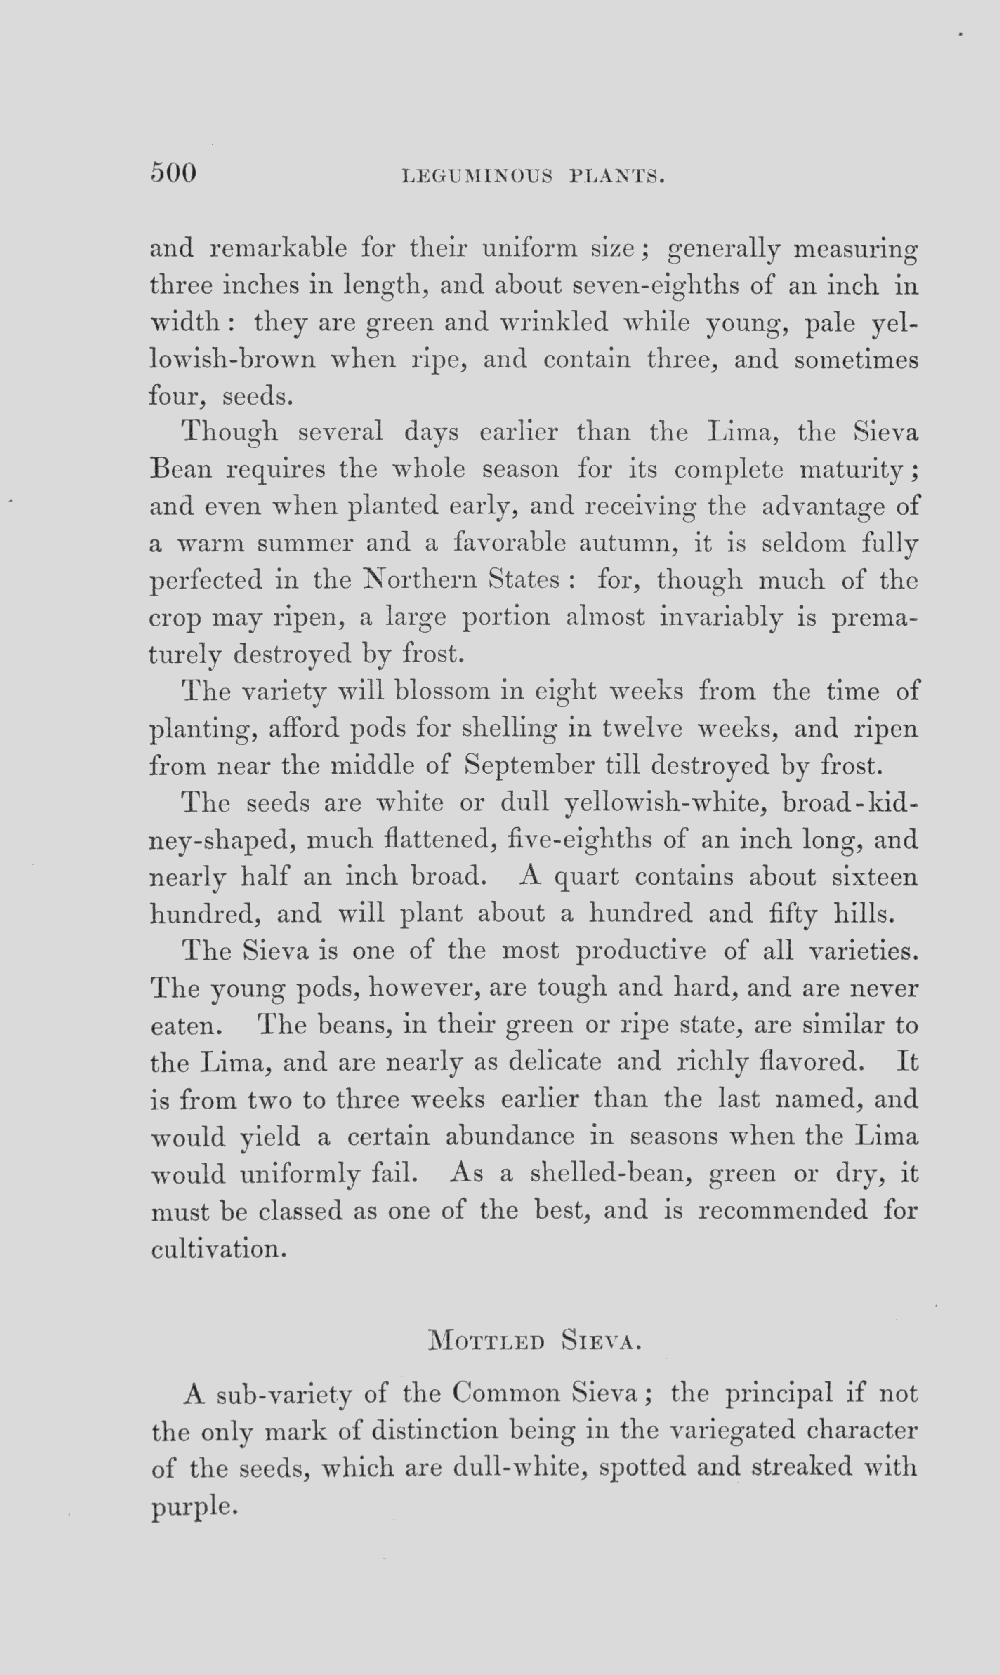 500 LEGUMINOUS PLANTS.
and remarkable for their uniform size; generally measuring
three inches in length, and about seven-eighths of an inch in
width: they are green and wrinkled while young, pale yel-
lowish-brown when ripe, and contain three, and sometimes
four, seeds.
Though several days earlier than the Lima, the Sieva
Bean requires the whole season for its complete maturity;
and even when planted early, and receiving the advantage of
a warm summer and a favorable autumn, it is seldom fully
perfected in the Northern States: for, though much of the
crop may ripen, a large portion almost invariably is prema-
turely destroyed by frost.
The variety will blossom in eight weeks from the time of
planting, afford pods for shelling in twelve weeks, and ripen
from near the middle of September till destroyed by frost.
The seeds are white or dull yellowish-white, broad-kid-
ney-shaped, much flattened, five-eighths of an inch long, and
nearly half an inch broad. A quart contains about sixteen
hundred, and will plant about a hundred and fifty hills.
The Sieva is one of the most productive of all varieties.
The young pods, however, are tough and hard, and are never
eaten. The beans, in their green or ripe state, are similar to
the Lima, and are nearly as delicate and richly flavored. It
is from two to three weeks earlier than the last named, and
would yield a certain abundance in seasons when the Lima
would uniformly fail. As a shelled-bean, green or dry, it
must be classed as one of the best, and is recommended for
cultivation.
MOTTLED SIEVA.
A sub-variety of the Common Sieva; the principal if not
the only mark of distinction being in the variegated character
of the seeds, which are dull-white, spotted and streaked with
purple.